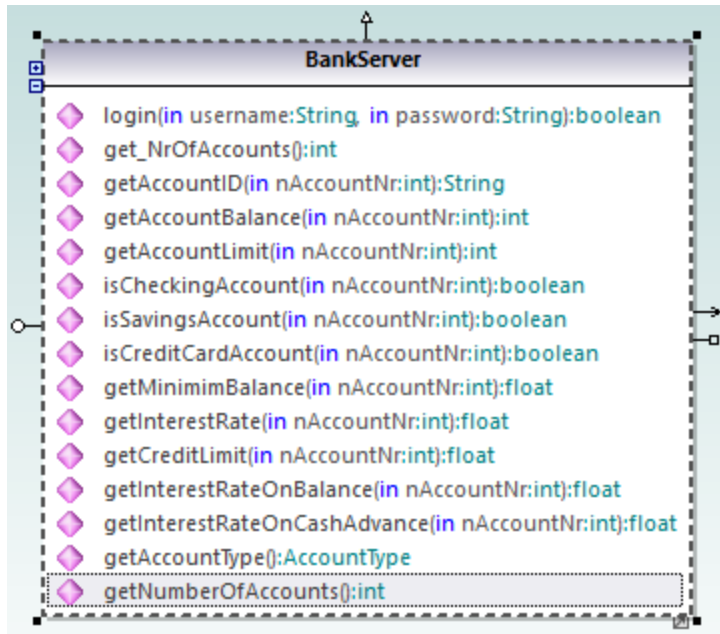 BankServer
login(in username:String, in password:String):boolean
get_NrOfAccounts():int
getAccountID(in nAccountNr:int):String
getAccountBalance(in nAccountNr:int):int
getAccountLimit(in nAccountNr:int):int
isCheckingAccount(in nAccountNr:int):boolean
isSavingsAccount(in nAccountNr:int):boolean
isCreditCardAccount(in nAccountNr:int):boolean
getMinimimBalance(in nAccountNr:int):float
getInterestRate(in nAccountNr:int):float
getCreditLimit(in nAccountNr:int):float
getInterestRateOnBalance(in nAccountNr:int):float
getInterestRateOnCashAdvance(in nAccountNr:int):float
getAccountType():AccountType
getNumberOfAccounts():int